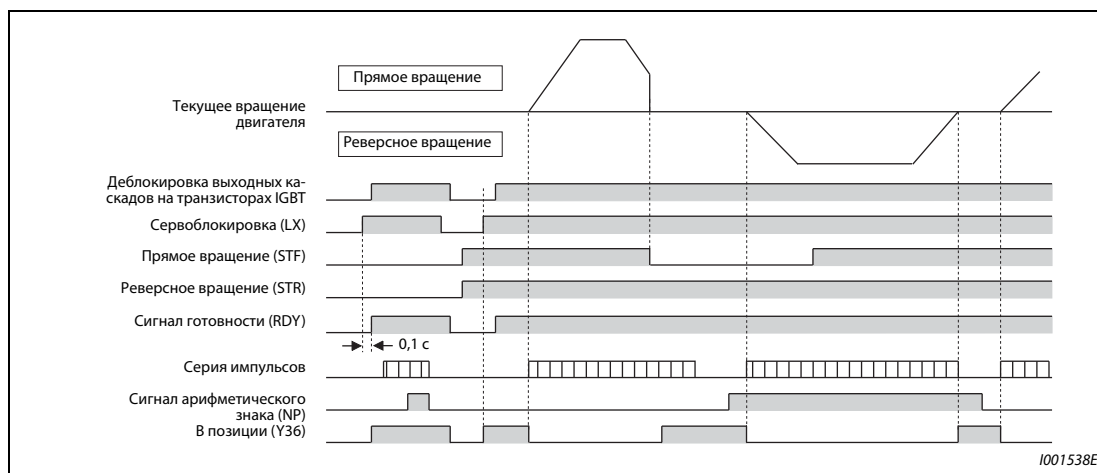 Прямое вращение
Текущее вращение
двигателя
Реверсное вращение
Деблокировка выходных ка-
скадов на транзисторах IGBT
Сервоблокировка (LX)
Прямое вращение (STF)
Реверсное вращение (STR)
Сигнал готовности (RDY)
0,1 с
Серия импульсов
Сигнал арифметического
знака (NP)
В позиции (Y36)
I001538E